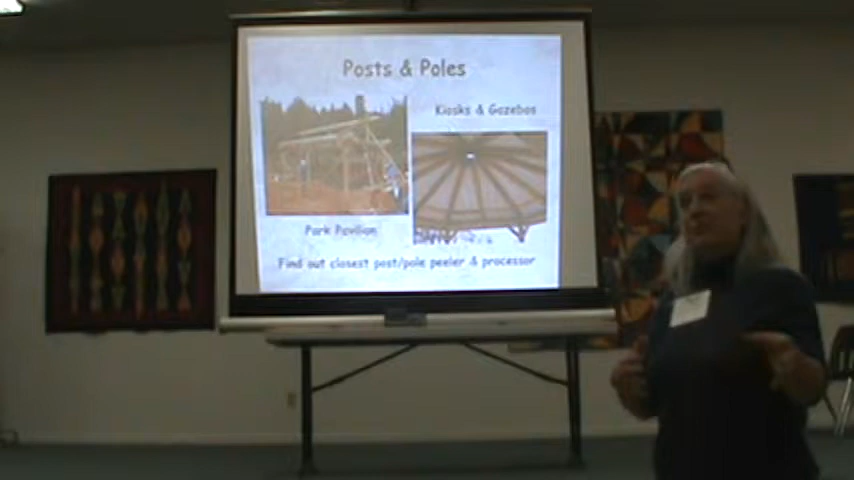 Posts & Poles
Kiosks & Gazebos
Park Pavilion
Find out closest post/pole peeler & processor